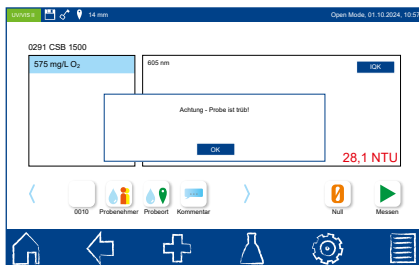 UV/VIS II 14 mm Open Mode, 01.10.2024, 10:57
0291 CSB 1500
575 mg/L O₂
605 nm
IQK
Achtung - Probe ist trüb!
OK
28,1 NTU
0010 Probenehmer Probeort Kommentar Null Messen